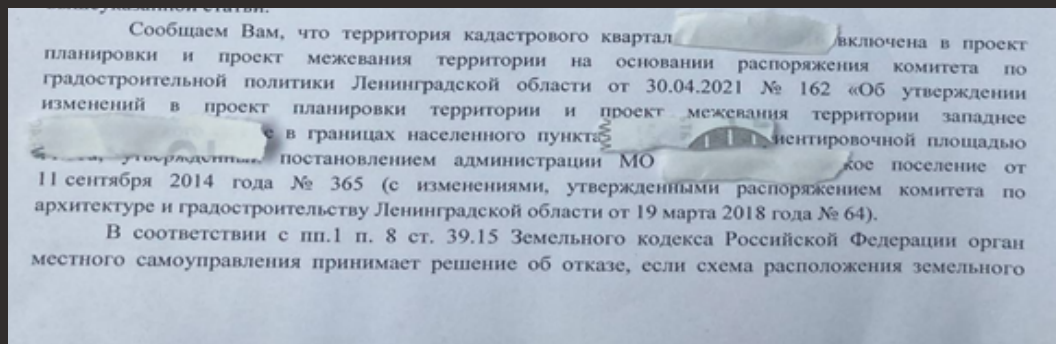 Сообщаем Вам, что территория кадастрового квартал включена в проект
планировки и проект межевания территории на основании распоряжения комитета по
градостроительной политики Ленинградской области от 30.04.2021 № 162 «Об утверждении
изменений в проект планировки территории и проект межевания территории западнее
е в границах населенного пункта иентировочной площадью
постановлением администрации МО кое поселение от
11 сентября 2014 года № 365 (с изменениями, утвержденными распоряжением комитета по
архитектуре и градостроительству Ленинградской области от 19 марта 2018 года № 64).
В соответствии с пп.1 п. 8 ст. 39.15 Земельного кодекса Российской Федерации орган
местного самоуправления принимает решение об отказе, если схема расположения земельного